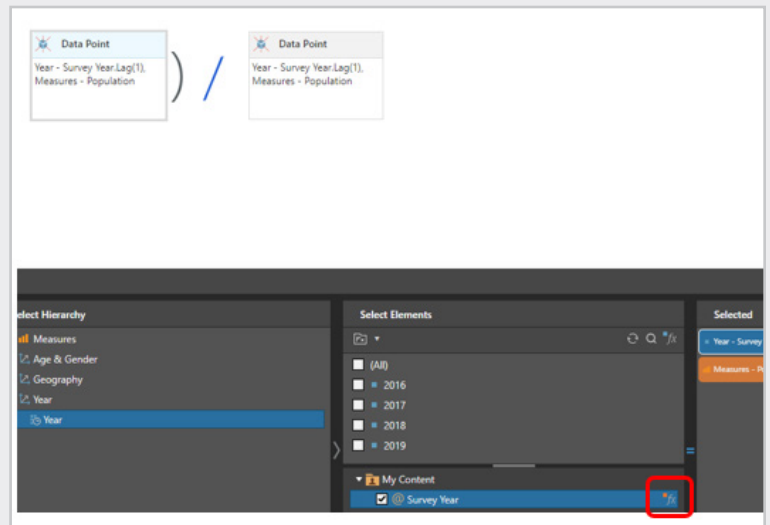 Data Point
Year - Survey Year.Lag(1),
Measures - Population
)
/
Data Point
Year - Survey Year.Lag(1),
Measures - Population
elect Hierarchy
Measures
Age & Gender
Geography
Year
Year
Select Elements
fx
(All)
2016
2017
2018
2019
My Content
@ Survey Year
fx
Selected
Year - Survey
Measures - P